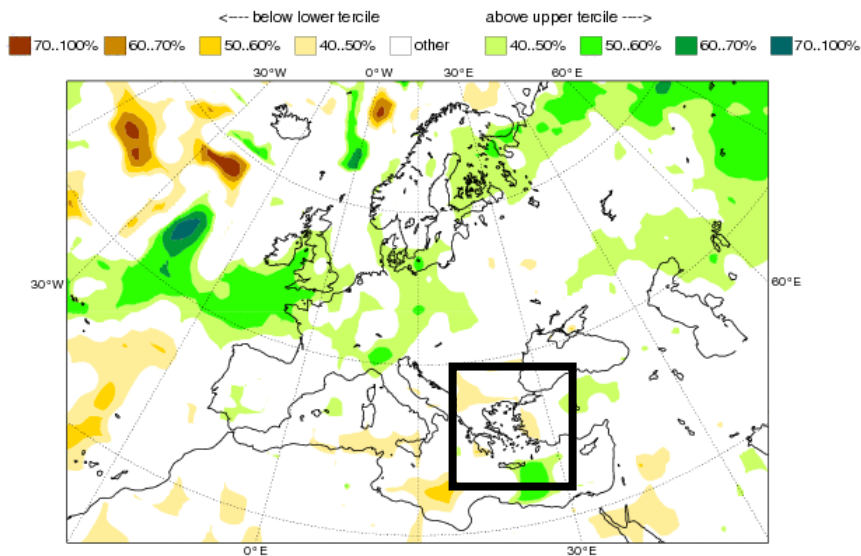 <---- below lower tercile above upper tercile ---->
70..100% 60..70% 50..60% 40..50% other 40..50% 50..60% 60..70% 70..100%
30°W 0°W 30°E 60°E
30°W 60°E
0°E 30°E